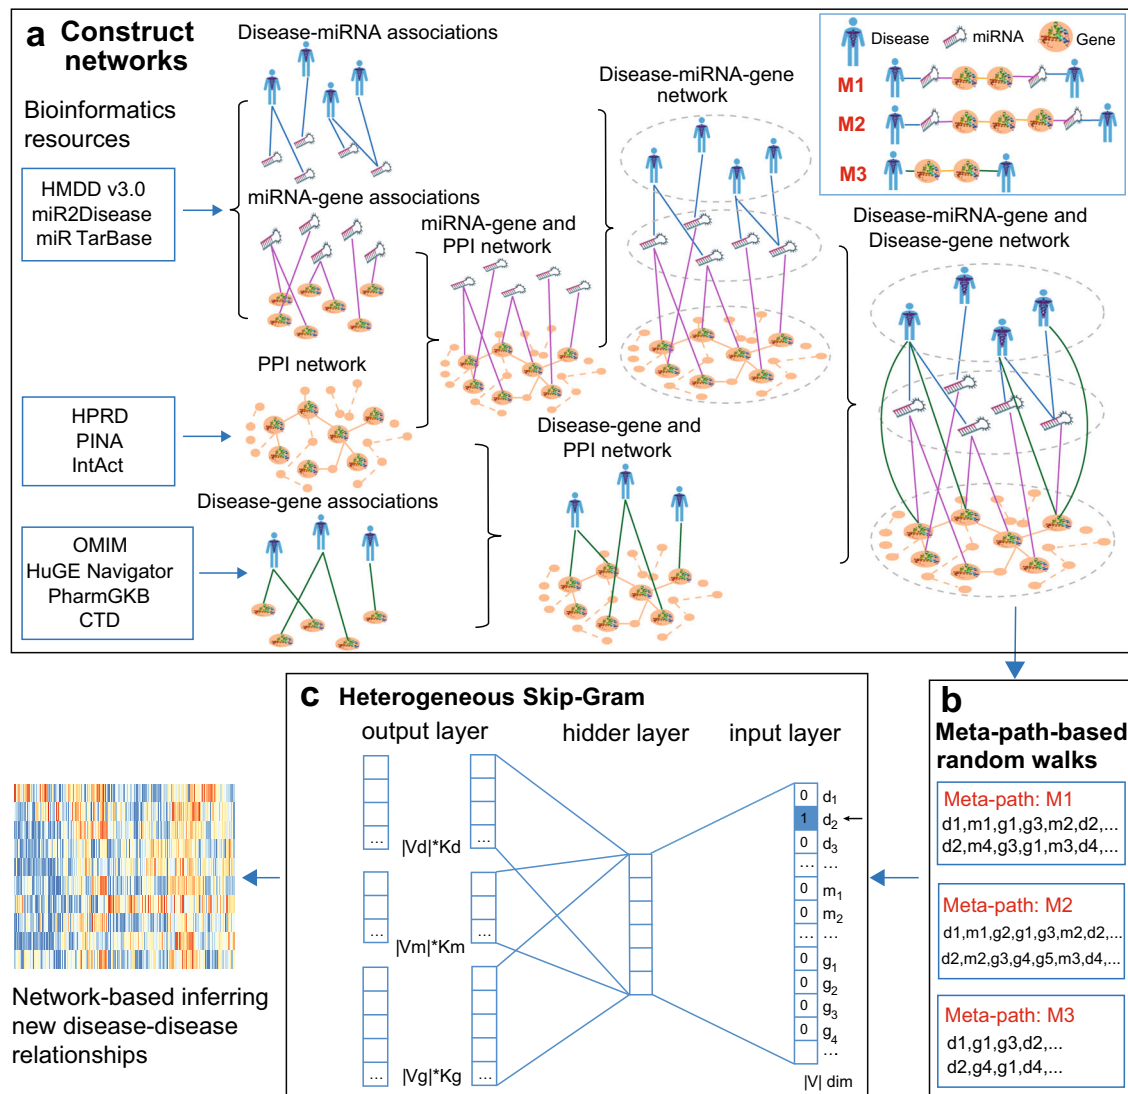 a Construct
networks
Bioinformatics
resources
HMDD v3.0
miR2Disease
miR TarBase
HPRD
PINA
IntAct
OMIM
HuGE Navigator
PharmGKB
CTD
Disease-miRNA associations
miRNA-gene associations
PPI network
Disease-gene associations
miRNA-gene and
PPI network
Disease-miRNA-gene
network
Disease-gene and
PPI network
Disease miRNA Gene
M1
M2
M3
Disease-miRNA-gene and
Disease-gene network
b
Meta-path-based
random walks
Meta-path: M1
d1,m1,g1,g3,m2,d2,...
d2,m4,g3,g1,m3,d4,...
Meta-path: M2
d1,m1,g2,g1,g3,m2,d2,...
d2,m2,g3,g4,g5,m3,d4,...
Meta-path: M3
d1,g1,g3,d2,...
d2,g4,g1,d4,...
c Heterogeneous Skip-Gram
output layer hidder layer input layer
... |Vd|*Kd ...
... |Vm|*Km ...
... |Vg|*Kg ...
0 d1
1 d2
0 d3
... ...
0 m1
0 m2
... ...
0 g1
0 g2
0 g3
0 g4
... ...
|V| dim
Network-based inferring
new disease-disease
relationships